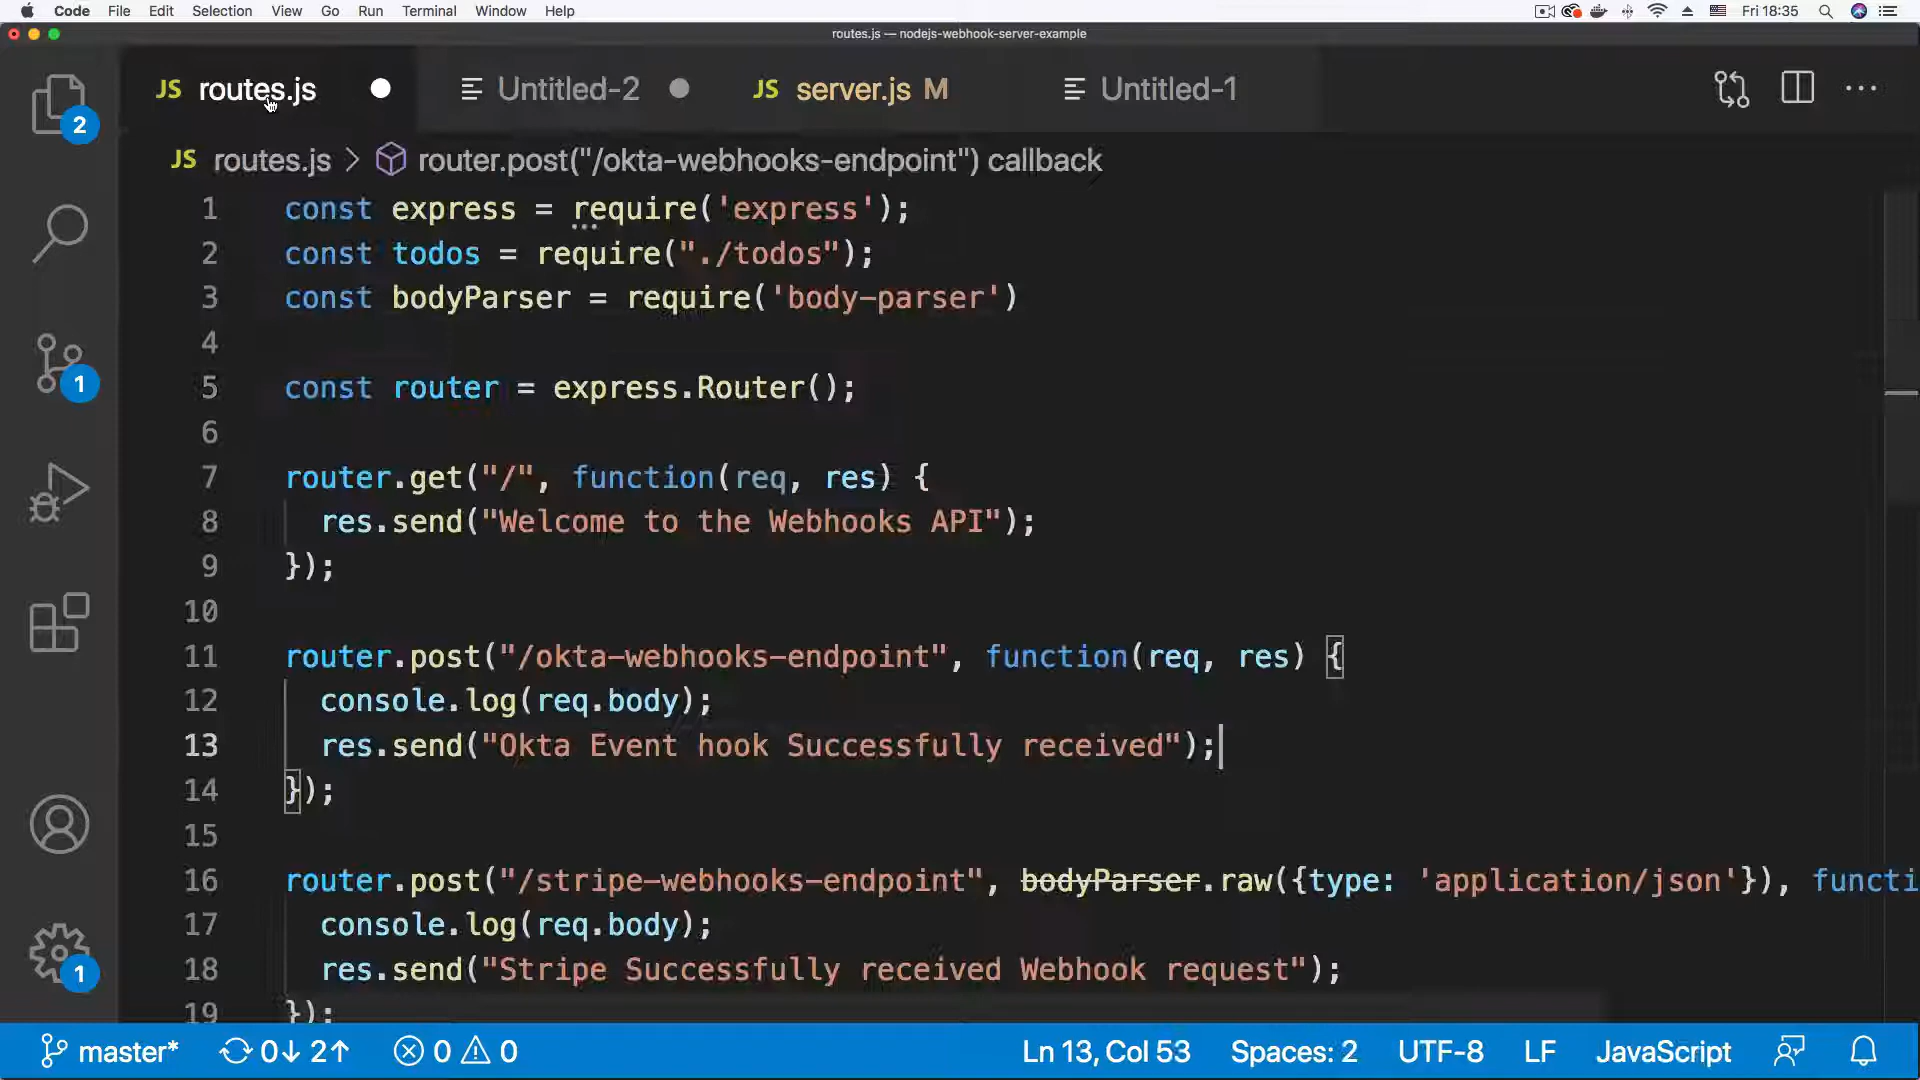 Code File Edit Selection View Go Run Terminal Window Help Fri 18:35
routes.js — nodejs-webhook-server-example
JS routes.js Untitled-2 JS server.js M Untitled-1
JS routes.js > router.post("/okta-webhooks-endpoint") callback
1 const express = require('express');
2 const todos = require("./todos");
3 const bodyParser = require('body-parser')
4
5 const router = express.Router();
6
7 router.get("/", function(req, res) {
8 res.send("Welcome to the Webhooks API");
9 });
10
11 router.post("/okta-webhooks-endpoint", function(req, res) {
12 console.log(req.body);
13 res.send("Okta Event hook Successfully received");
14 });
15
16 router.post("/stripe-webhooks-endpoint", bodyParser.raw({type: 'application/json'}), functi
17 console.log(req.body);
18 res.send("Stripe Successfully received Webhook request");
19 });
2
1
1
master* 0↓ 2↑ 0 0 Ln 13, Col 53 Spaces: 2 UTF-8 LF JavaScript